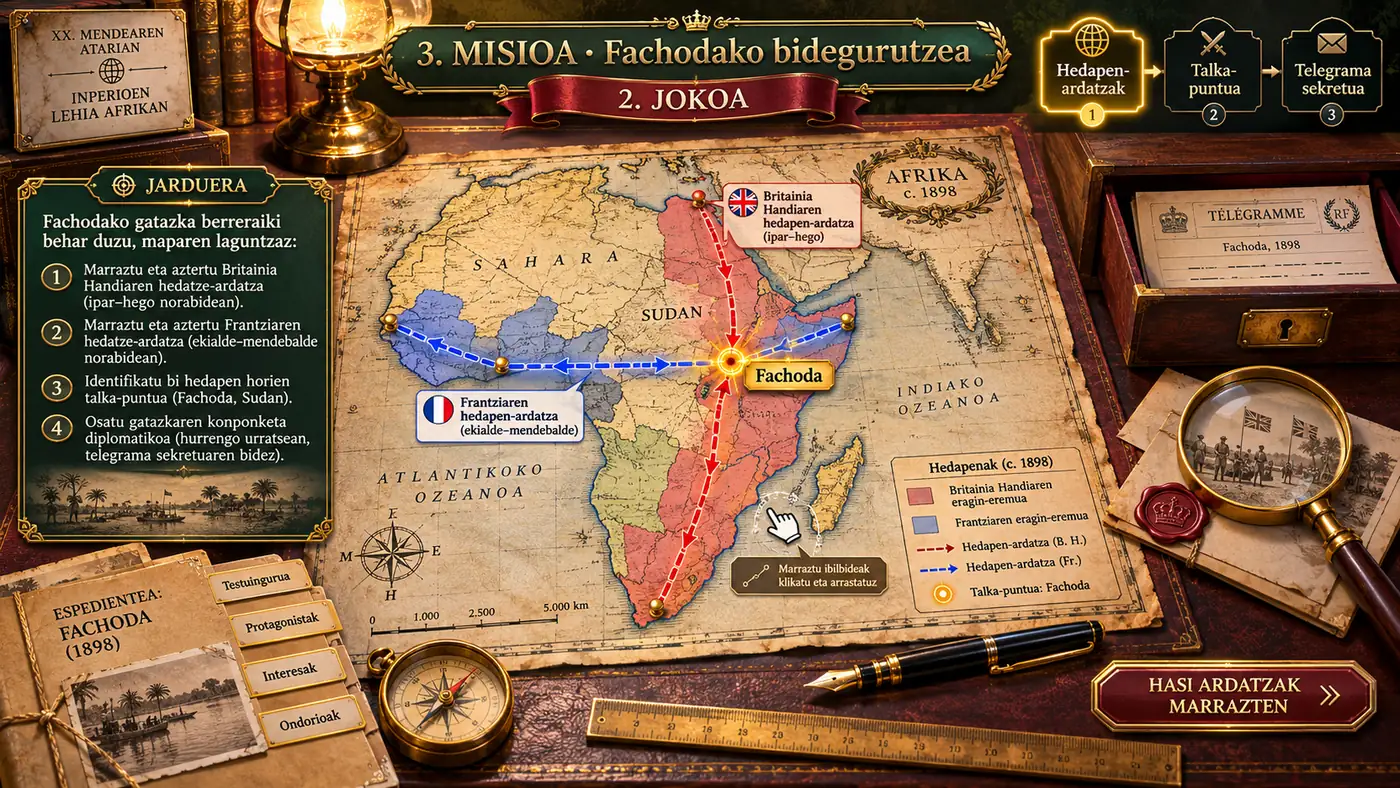 XX. MENDEAREN
ATARIAN
INPERIOEN
LEHIA AFRIKAN
3. MISIOA · Fachodako bidegurutzea
2. JOKOA
Hedapen-
ardatzak
1
Talka-
puntua
2
Telegrama
sekretua
3
JARDUERA
Fachodako gatazka berreraiki
behar duzu, maparen laguntzaz:
1 Marraztu eta aztertu Britainia
Handiaren hedatze-ardatza
(ipar–hego norabidean).
2 Marraztu eta aztertu Frantziaren
hedatze-ardatza (ekialde-mendebalde
norabidean).
3 Identifikatu bi hedapen horien
talka-puntua (Fachoda, Sudan).
4 Osatu gatazkaren konponketa
diplomatikoa (hurrengo urratsean,
telegrama sekretuaren bidez).
AFRIKA
c. 1898
Britainia
Handiaren
hedapen-ardatza
(ipar–hego)
SAHARA
SUDAN
Fachoda
Frantziaren
hedapen-ardatza
(ekialde–mendebalde)
INDIAKO
OZEANOA
ATLANTIKOKO
OZEANOA
E
M
E
H
0
1.000
2.500
5.000 km
Marraztu ibilbideak
klikatu eta arrastatuz
Hedapenak (c. 1898)
Britainia Handiaren
eragin-eremua
Frantziaren eragin-eremua
Hedapen-ardatza (B. H.)
Hedapen-ardatza (Fr.)
Talka-puntua: Fachoda
TÉLÉGRAMME
RF
Fachoda, 1898
ESPEDIENTEA:
FACHODA
(1898)
Testuingurua
Protagonistak
Interesak
Ondorioak
HASI ARDATZAK
MARRAZTEN